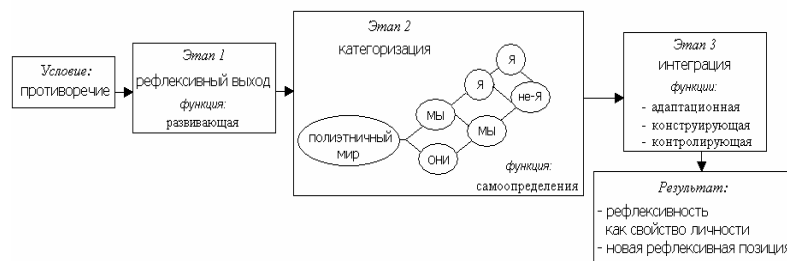 Условие:
противоречие
Этап 1
рефлексивный выход
функция:
развивающая
Этап 2
категоризация
Я
Я
не-Я
МЫ
МЫ
полиэтничный
мир
ОНИ
функция:
самоопределения
Этап 3
интеграция
функции:
- адаптационная
- конструирующая
- контролирующая
Результат:
- рефлексивность
как свойство личности
- новая рефлексивная позиция